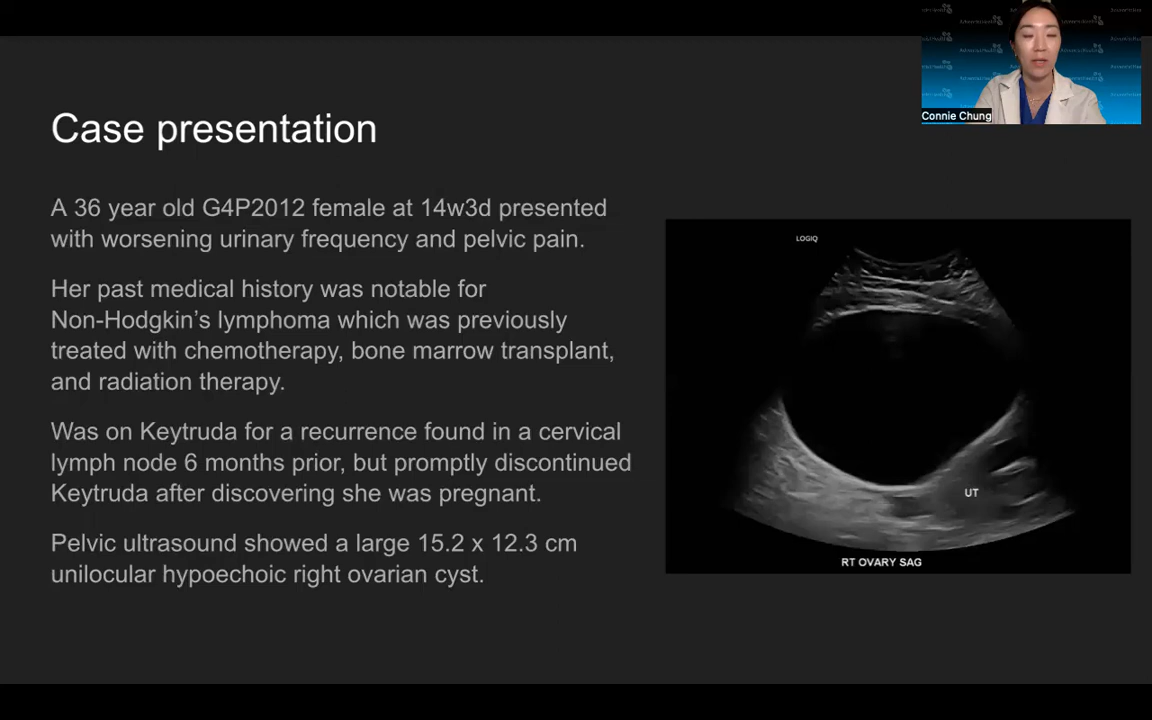 Connie Chung
Case presentation
A 36 year old G4P2012 female at 14w3d presented
with worsening urinary frequency and pelvic pain.
Her past medical history was notable for
Non-Hodgkin's lymphoma which was previously
treated with chemotherapy, bone marrow transplant,
and radiation therapy.
Was on Keytruda for a recurrence found in a cervical
lymph node 6 months prior, but promptly discontinued
Keytruda after discovering she was pregnant.
Pelvic ultrasound showed a large 15.2 x 12.3 cm
unilocular hypoechoic right ovarian cyst.
LOGIQ
UT
RT OVARY SAG